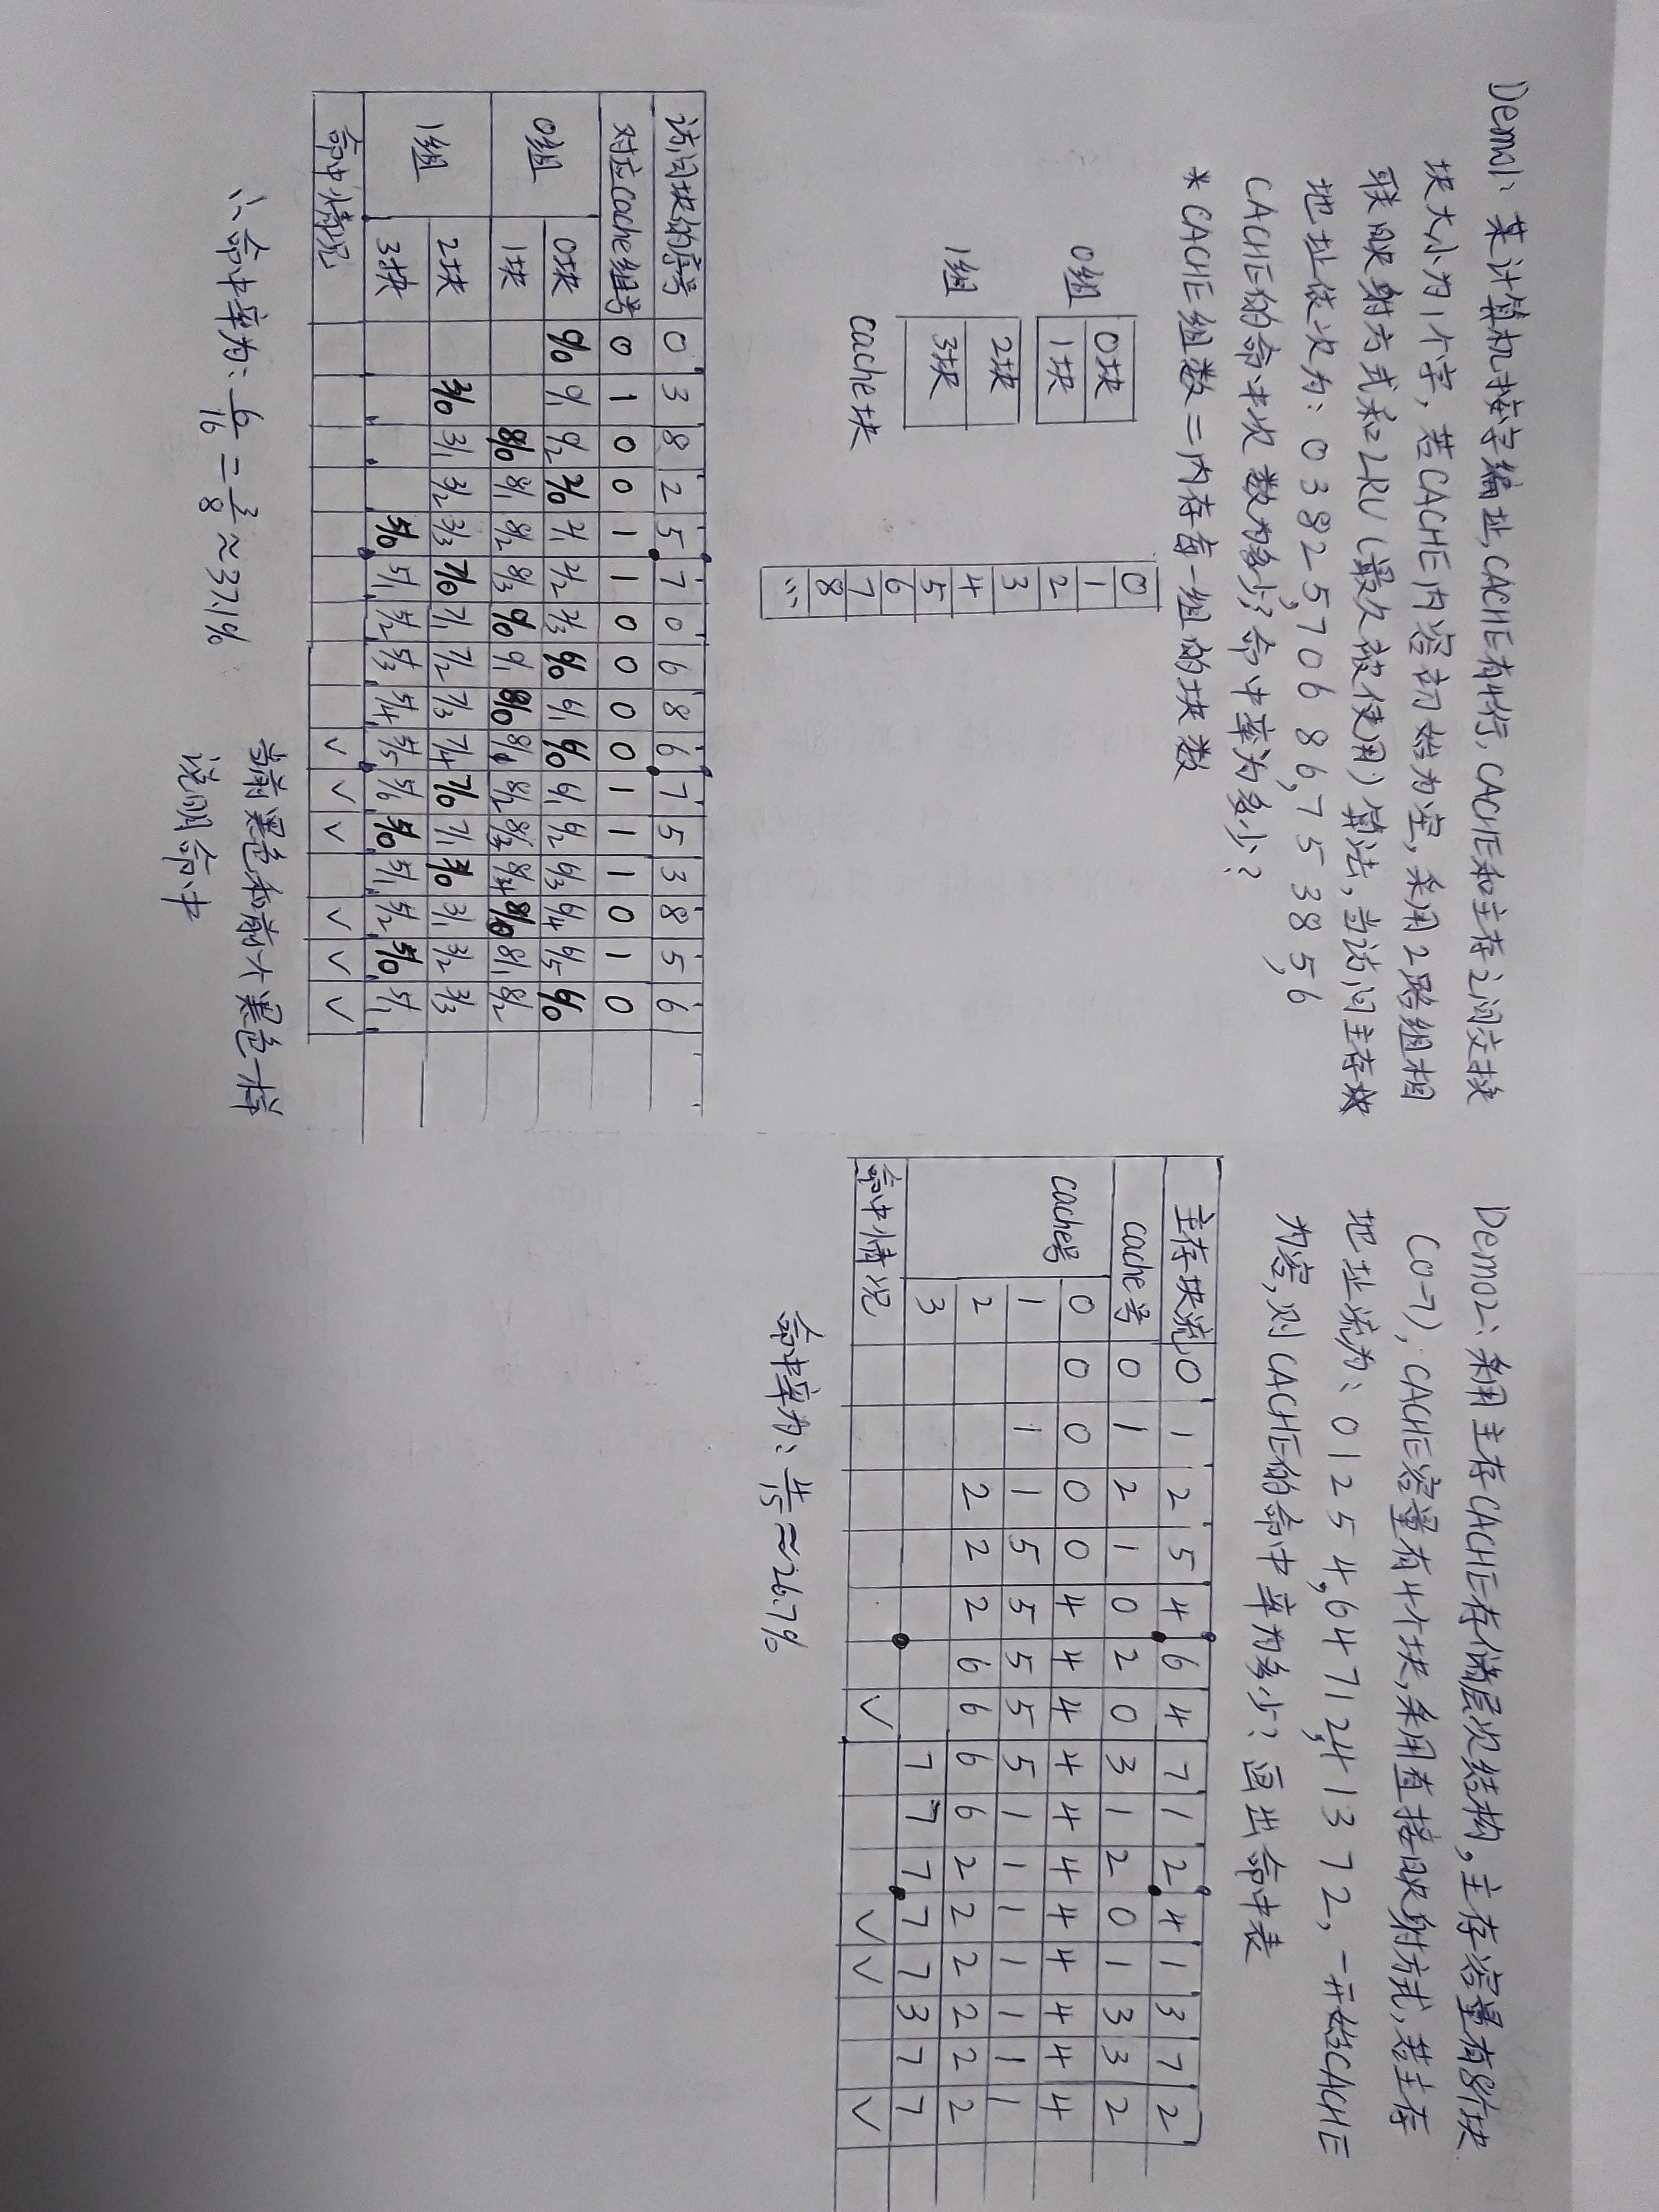 Demo1: 某计算机按字编址,CACHE有4行,CACHE和主存之间交换
块大小为1个字,若CACHE内容初始为空,采用2路组相
联映射方式和LRU(最久被使用)算法,当访问主存块
地址依次为: 0 3 8 2 5,7 0 6 8 6,7 5 3 8 5,6
CACHE的命中次数为多少?命中率为多少?
* CACHE组数=内存每一组的块数
0组 0块
1块
1组 2块
3块
cache块
0
1
2
3
4
5
6
7
8
...
访问块的序号 0 3 8 2 5 7 0 6 8 6 7 5 3 8 5 6
对应cache组号 0 1 0 0 1 1 0 0 0 0 1 1 1 0 1 0
0组 0块 0/0 0/1 0/2 2/0 2/1 2/2 2/3 6/0 6/1 6/0 6/1 6/2 6/3 6/4 6/5 6/0
1块 8/0 8/1 8/2 8/3 0/0 0/1 8/0 8/1 8/2 8/3 8/4 8/0 8/1 8/2
1组 2块 3/0 3/1 3/2 3/3 7/0 7/1 7/2 7/3 7/4 7/0 7/1 3/0 3/1 3/2 3/3
3块 5/0 5/1 5/2 5/3 5/4 5/5 5/6 5/0 5/1 5/2 5/0 5/1
命中情况 ✓ ✓ ✓ ✓ ✓ ✓
∴命中率为: 6/16 = 3/8 ≈37.1%
当前黑色和前一个黑色一样
说明命中
Demo2: 采用主存CACHE存储层次结构,主存容量有8个块
(0-7), CACHE容量有4个块,采用直接映射方式,若主存
地址流为: 0 1 2 5 4,6 4 7 1 2,4 1 3 7 2, 一开始CACHE
为容,则CACHE的命中率为多少? 画出命中表
主存块流 0 1 2 5 4 6 4 7 1 2 4 1 3 7 2
cache号 0 1 2 1 0 2 0 3 1 2 0 1 3 3 2
cache号 0 0 0 0 0 4 4 4 4 4 4 4 4 4 4 4
1 1 1 5 5 5 5 5 1 1 1 1 1 1 1
2 2 2 2 6 6 6 6 2 2 2 2 2 2
3 7 7 7 7 7 3 7 7
命中情况 ✓ ✓ ✓ ✓
命中率为: 4/15 ≈26.7%